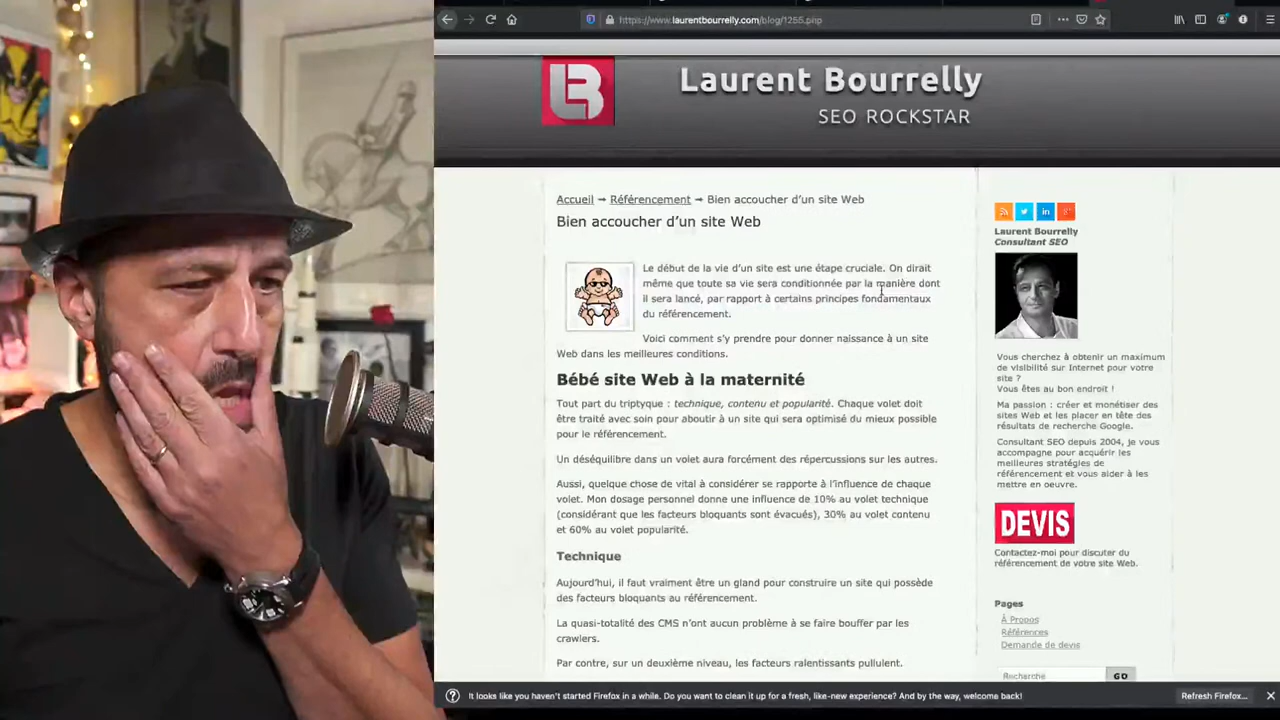 https://www.laurentbourrelly.com/blog/1255.php
LB
Laurent Bourrelly
SEO ROCKSTAR
Accueil → Référencement → Bien accoucher d'un site Web
Bien accoucher d'un site Web
Le début de la vie d'un site est une étape cruciale. On dirait
même que toute sa vie sera conditionnée par la manière dont
il sera lancé, par rapport à certains principes fondamentaux
du référencement.
Voici comment s'y prendre pour donner naissance à un site
Web dans les meilleures conditions.
Bébé site Web à la maternité
Tout part du triptyque : technique, contenu et popularité. Chaque volet doit
être traité avec soin pour aboutir à un site qui sera optimisé du mieux possible
pour le référencement.
Un déséquilibre dans un volet aura forcément des répercussions sur les autres.
Aussi, quelque chose de vital à considérer se rapporte à l'influence de chaque
volet. Mon dosage personnel donne une influence de 10% au volet technique
(considérant que les facteurs bloquants sont évacués), 30% au volet contenu
et 60% au volet popularité.
Technique
Aujourd'hui, il faut vraiment être un gland pour construire un site qui possède
des facteurs bloquants au référencement.
La quasi-totalité des CMS n'ont aucun problème à se faire bouffer par les
crawlers.
Par contre, sur un deuxième niveau, les facteurs ralentissants pullulent.
Laurent Bourrelly
Consultant SEO
Vous cherchez à obtenir un maximum
de visibilité sur Internet pour votre
site ?
Vous êtes au bon endroit !
Ma passion : créer et monétiser des
sites Web et les placer en tête des
résultats de recherche Google.
Consultant SEO depuis 2004, je vous
accompagne pour acquérir les
meilleures stratégies de
référencement et vous aider à les
mettre en oeuvre.
DEVIS
Contactez-moi pour discuter du
référencement de votre site Web.
Pages
À Propos
Références
Demande de devis
Recherche
GO
It looks like you haven't started Firefox in a while. Do you want to clean it up for a fresh, like-new experience? And by the way, welcome back!
Refresh Firefox...